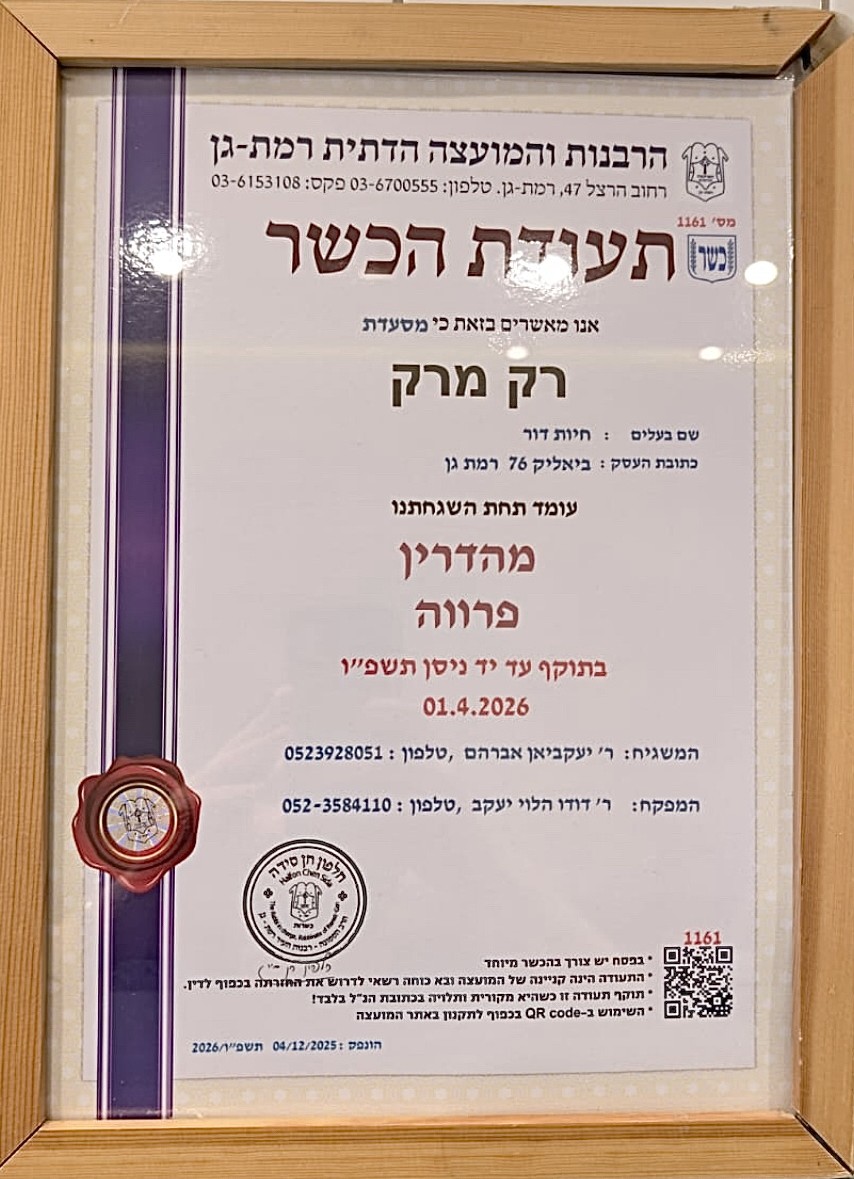 הרבנות והמועצה הדתית רמת-גן
רחוב הרצל 47, רמת-גן. טלפון: 03-6700555 פקס: 03-6153108
מס׳ 1161
כשר
תעודת הכשר
אנו מאשרים בזאת כי מסעדת
רק מרק
שם בעלים : חיות דור
כתובת העסק : ביאליק 76 רמת גן
עומד תחת השגחתנו
מהדרין
פרווה
בתוקף עד יד ניסן תשפ״ו
01.4.2026
המשגיח: ר׳ יעקביאן אברהם ,טלפון : 0523928051
המפקח: ר׳ דודו הלוי יעקב ,טלפון : 052-3584110
חלפון חן סידה
Halfon Chen Sida
כשרות
1161
* בפסח יש צורך בהכשר מיוחד
* התעודה הינה קניינה של המועצה ובא כוחה רשאי לדרוש את החזרתה בכפוף לדין.
* תוקף תעודה זו כשהיא מקורית ותלויה בכתובת הנ״ל בלבד!
* השימוש ב-QR code בכפוף לתקנון באתר המועצה
הונפק : 04/12/2025 תשפ״ו/2026